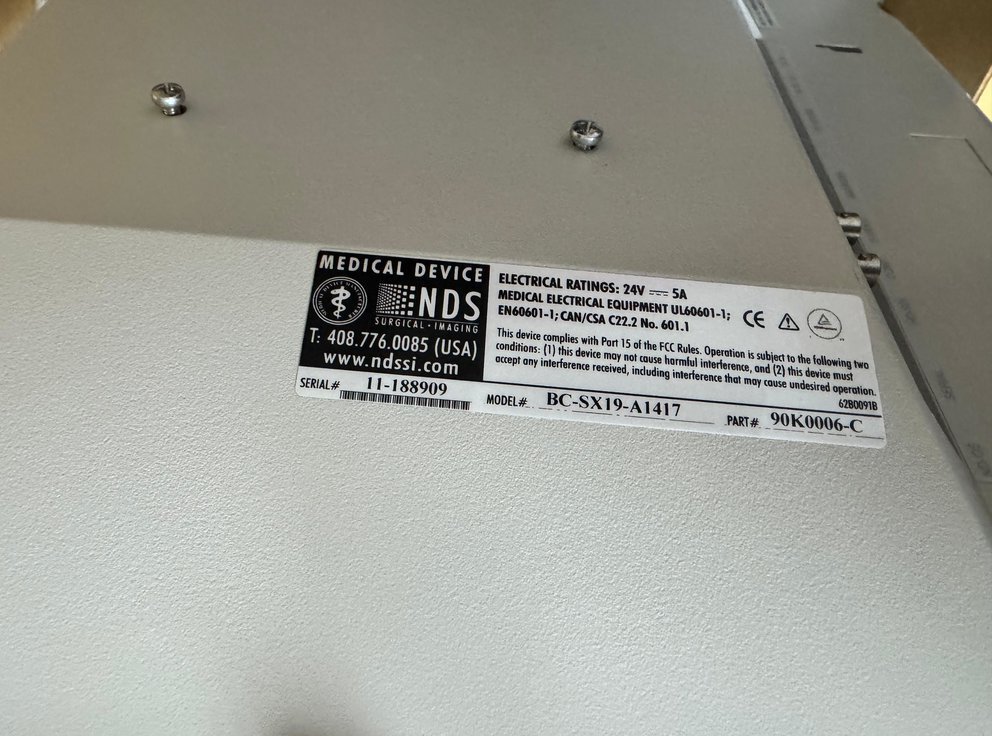 MEDICAL DEVICE
NDS
SURGICAL · IMAGING
T: 408.776.0085 (USA)
www.ndssi.com
ELECTRICAL RATINGS: 24V ⎓ 5A
MEDICAL ELECTRICAL EQUIPMENT UL60601-1;
EN60601-1; CAN/CSA C22.2 No. 601.1
CE
This device complies with Part 15 of the FCC Rules. Operation is subject to the following two
conditions: (1) this device may not cause harmful interference, and (2) this device must
accept any interference received, including interference that may cause undesired operation.
62B0091B
SERIAL# 11-188909
MODEL# BC-SX19-A1417
PART# 90K0006-C